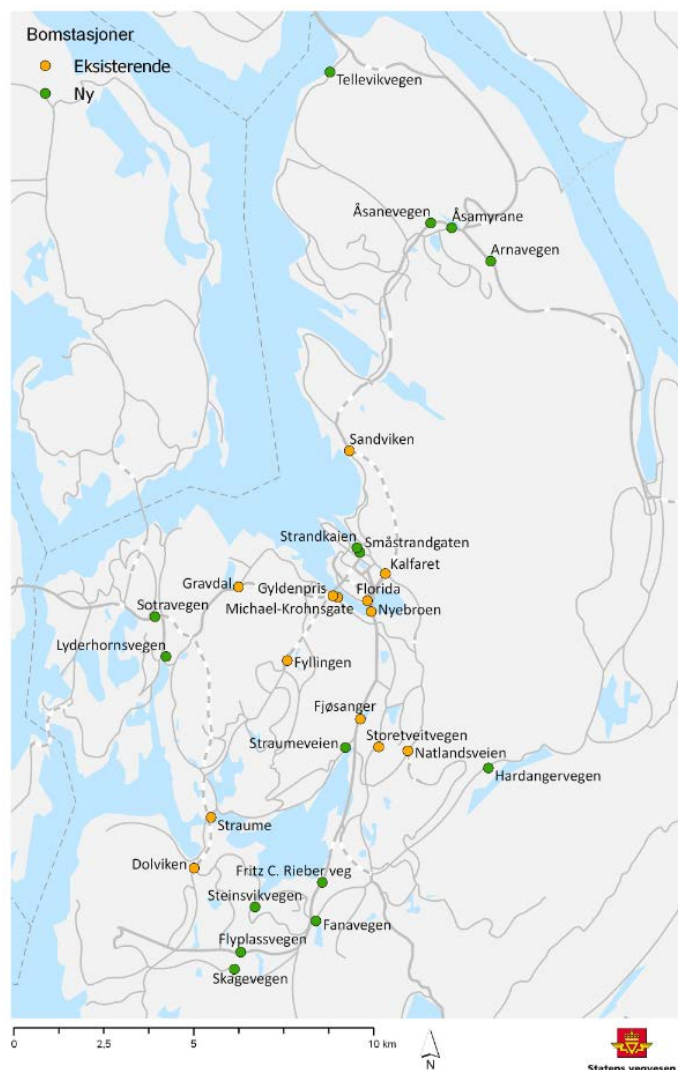 Bomstasjoner
Eksisterende
Ny
Tellevikvegen
Åsanevegen
Åsamyrane
Arnavegen
Sandviken
Strandkaien
Småstrandgaten
Kalfaret
Gravdal
Gyldenpris
Florida
Michael-Krohnsgate
Nyebroen
Sotravegen
Lyderhornsvegen
Fyllingen
Fjøsanger
Storetveitvegen
Straumeveien
Natlandsveien
Hardangervegen
Straume
Dolviken
Fritz C. Rieber veg
Steinsvikvegen
Fanavegen
Flyplassvegen
Skagevegen
0 2,5 5 10 km
N
Statens vegvesen